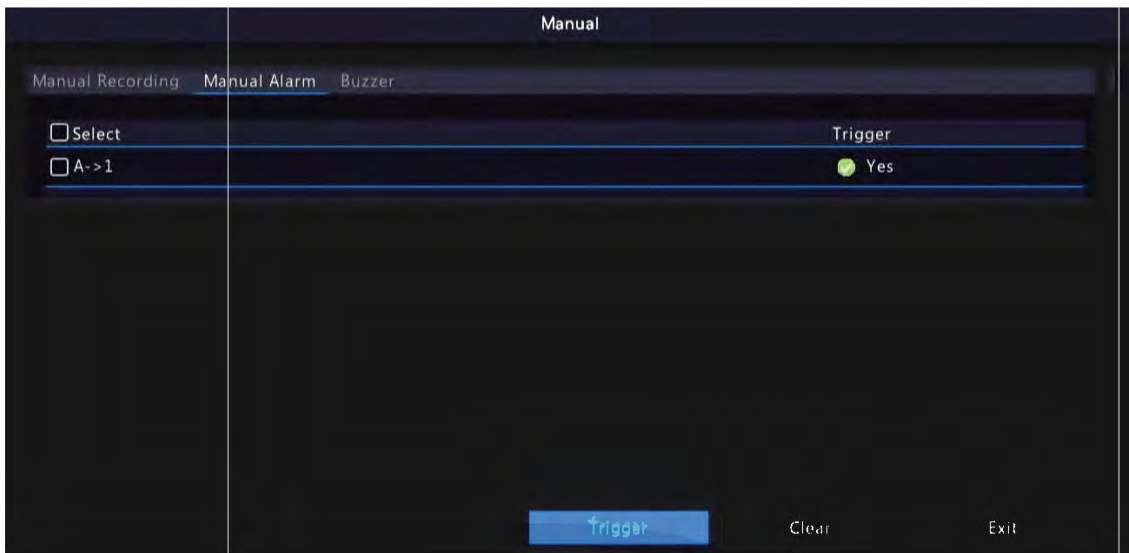 Manual
Manual Recording Manual Alarm Buzzer
Select Trigger
A->1 Yes
Trigger Clear Exit